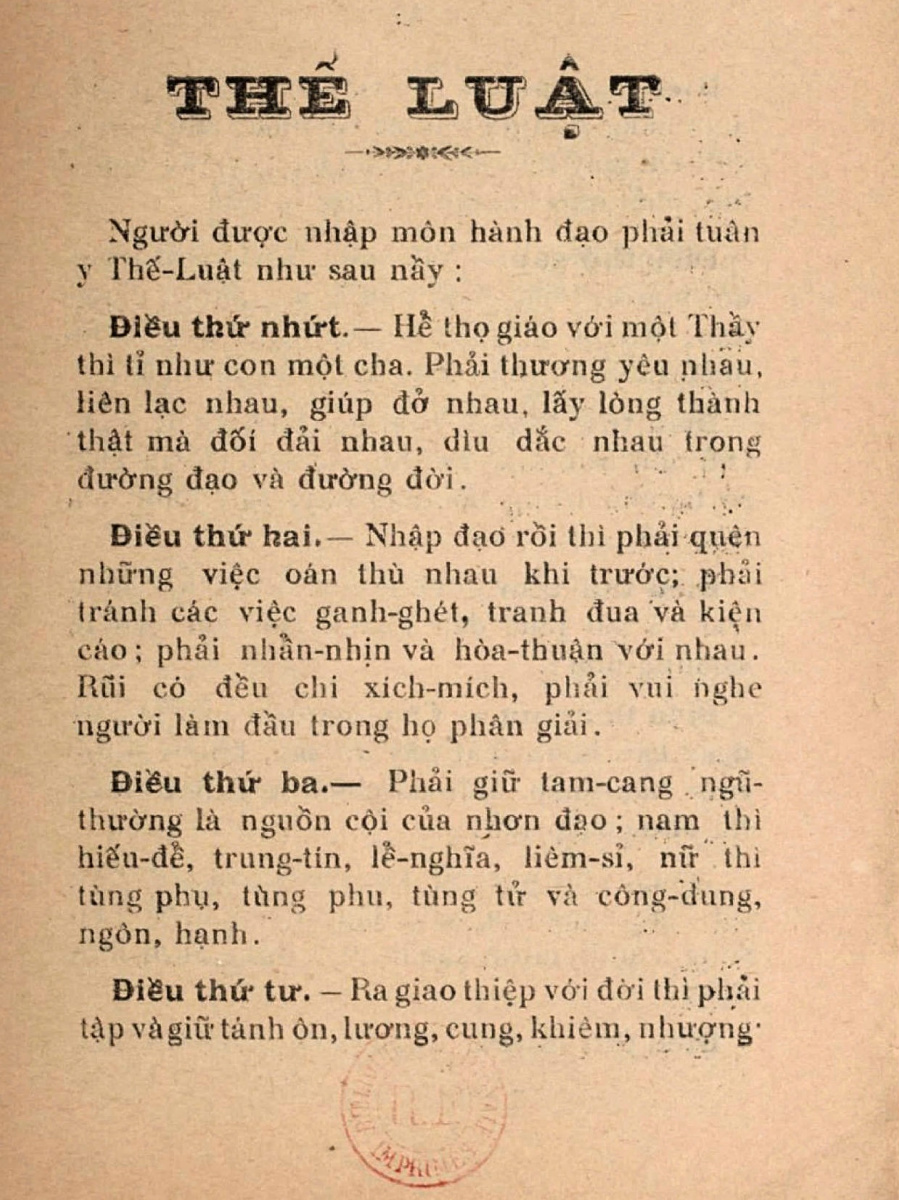 THẾ LUẬT
Người được nhập môn hành đạo phải tuân
y Thế-Luật như sau nầy :
Điều thứ nhứt.— Hễ thọ giáo với một Thầy
thì tỉ như con một cha. Phải thương yêu nhau,
liên lạc nhau, giúp đở nhau, lấy lòng thành
thật mà đối đải nhau, dìu dắc nhau trong
đường đạo và đường đời.
Điều thứ hai.— Nhập đạo rồi thì phải quên
những việc oán thù nhau khi trước; phải
tránh các việc ganh-ghét, tranh đua và kiện
cáo; phải nhẫn-nhịn và hòa-thuận với nhau.
Rũi có đều chi xích-mích, phải vui nghe
người làm đầu trong họ phân giải.
Điều thứ ba.— Phải giữ tam-cang ngũ-
thường là nguồn cội của nhơn đạo; nam thì
hiếu-đễ, trung-tín, lễ-nghĩa, liêm-sỉ, nữ thì
tùng phụ, tùng phu, tùng tử và công-dung,
ngôn, hạnh.
Điều thứ tư. — Ra giao thiệp với đời thì phải
tập và giữ tánh ôn, lương, cung, khiêm, nhượng.
IMPRIMÉS